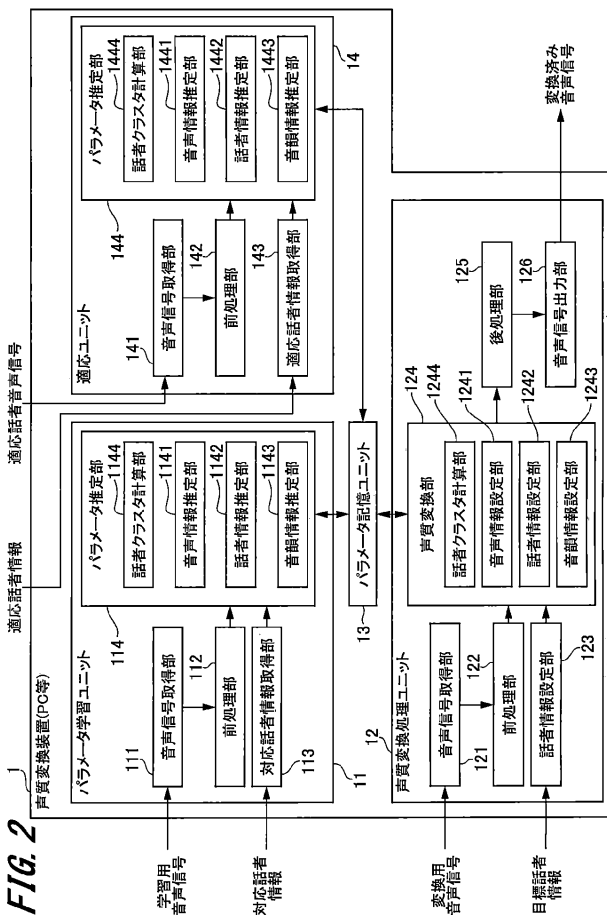 FIG. 2
1
声質変換装置(PC等)
学習用
音声信号
対応話者
情報
パラメータ学習ユニット
11
111
音声信号取得部
112
前処理部
対応話者情報取得部
113
114
パラメータ推定部
1144
話者クラスタ計算部
1141
音声情報推定部
1142
話者情報推定部
1143
音韻情報推定部
適応話者情報
適応話者音声信号
適応ユニット
14
141
音声信号取得部
142
前処理部
143
適応話者情報取得部
144
パラメータ推定部
1444
話者クラスタ計算部
1441
音声情報推定部
1442
話者情報推定部
1443
音韻情報推定部
13
パラメータ記憶ユニット
変換用
音声信号
目標話者
情報
12
声質変換処理ユニット
121
音声信号取得部
122
前処理部
話者情報設定部
123
124
声質変換部
1244
話者クラスタ計算部
1241
音声情報設定部
1242
話者情報設定部
1243
音韻情報設定部
125
後処理部
126
音声信号出力部
変換済み
音声信号